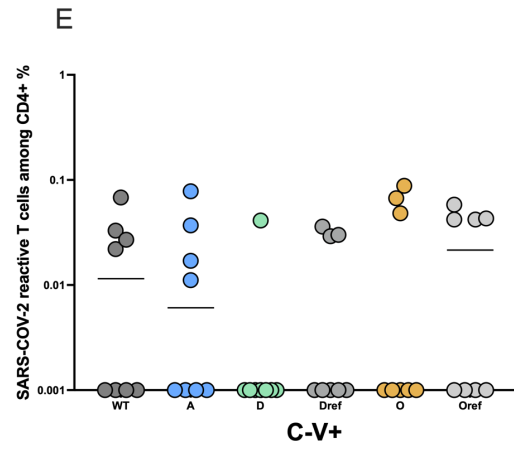 E
SARS-COV-2 reactive T cells among CD4+ %
1
0.1
0.01
0.001
WT A D Dref O Oref
C-V+